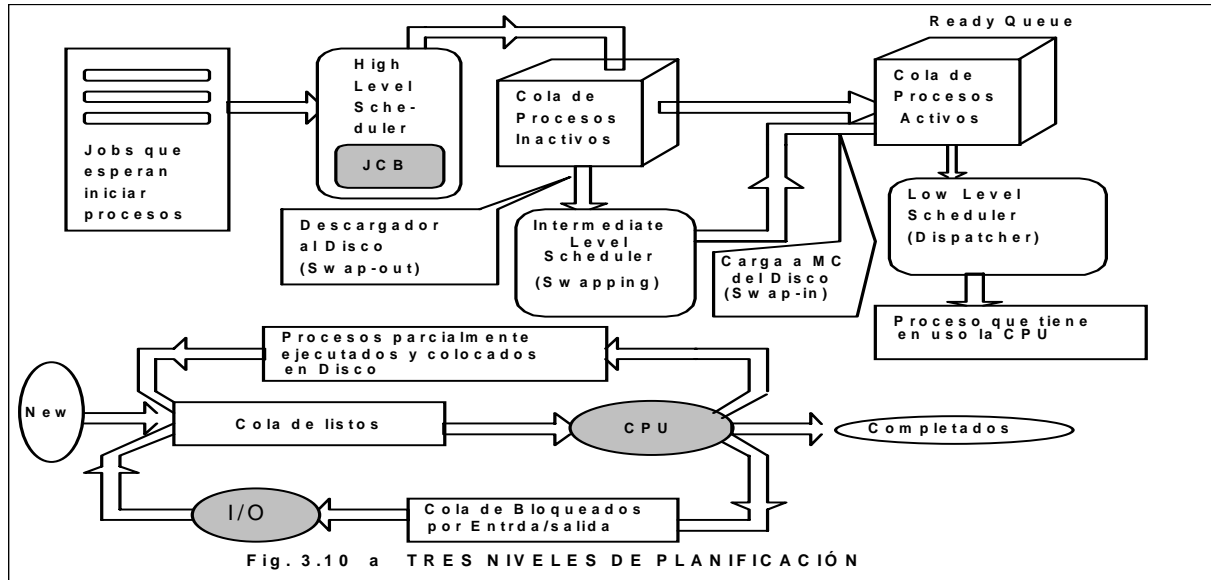 Ready Queue
Jobs que
esperan
iniciar
procesos
High
Level
Sche-
duler
JCB
Cola de
Procesos
Inactivos
Cola de
Procesos
Activos
Descargador
al Disco
(Swap-out)
Intermediate
Level
Scheduler
(Swapping)
Carga a MC
del Disco
(Swap-in)
Low Level
Scheduler
(Dispatcher)
Proceso que tiene
en uso la CPU
Procesos parcialmente
ejecutados y colocados
en Disco
New
Cola de listos
CPU
Completados
I/O
Cola de Bloqueados
por Entrda/salida
Fig. 3.10 a TRES NIVELES DE PLANIFICACIÓN